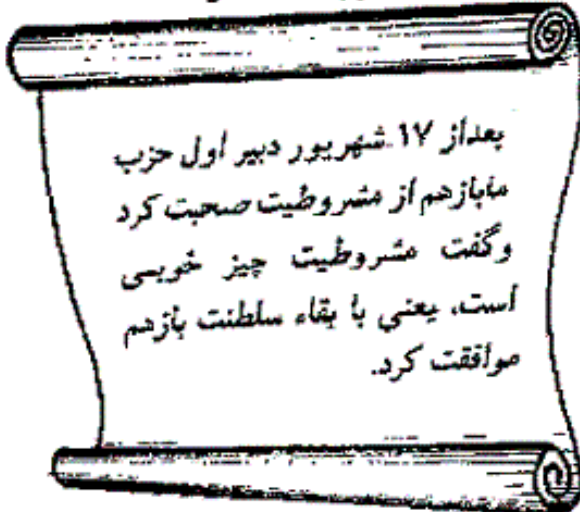 بعداز ۱۷ شهریور دبیر اول حزب
مابازهم از مشروطیت صحبت کرد
وگفت مشروطیت چیز خوبی
است، یعنی با بقاء سلطنت بازهم
موافقت کرد.